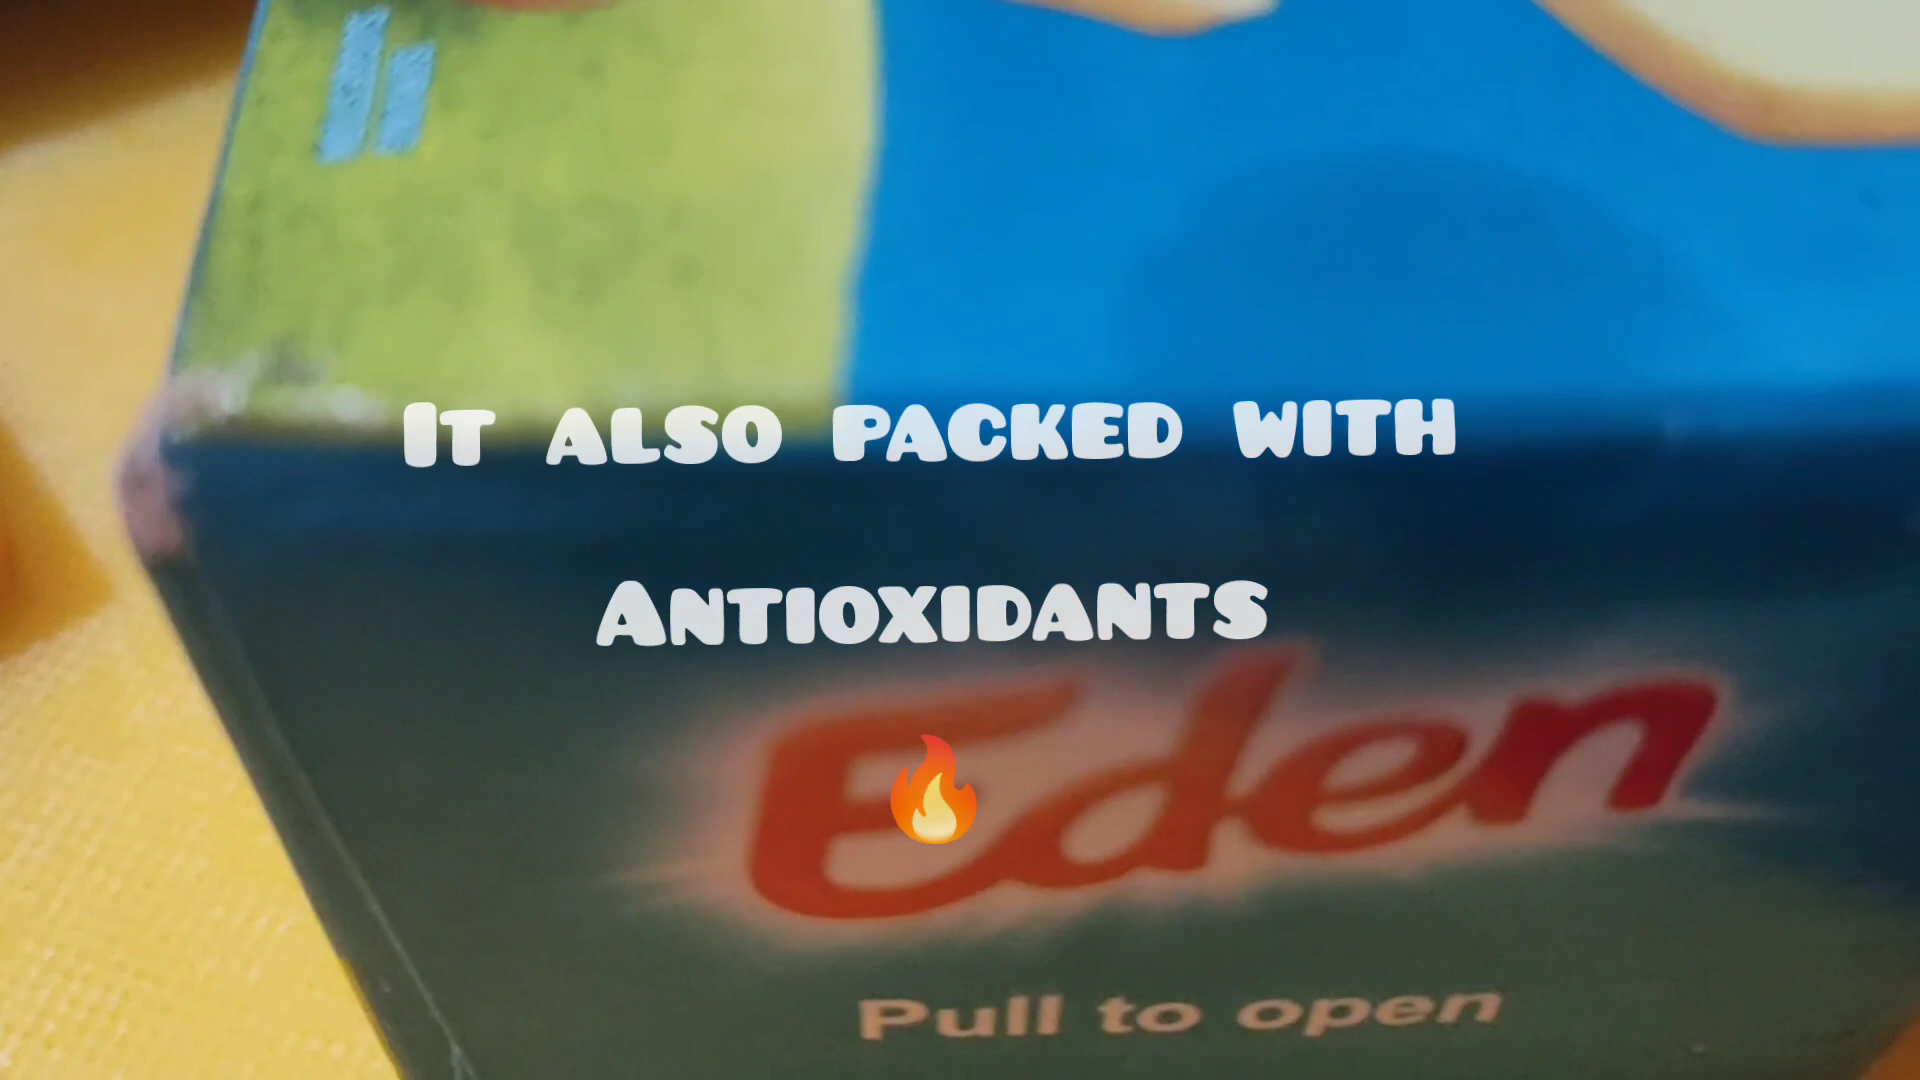 It also packed with
Antioxidants
🔥
Eden
Pull to open